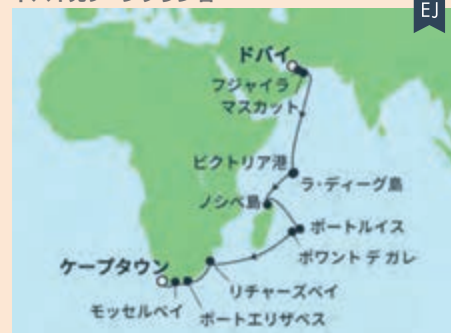 EJ
ドバイ
フジャイラ
マスカット
ビクトリア港
ラ・ディーグ島
ノシベ島
ポートルイス
ポワント デ ガレ
ケープタウン
リチャーズベイ
モッセルベイ
ポートエリザベス